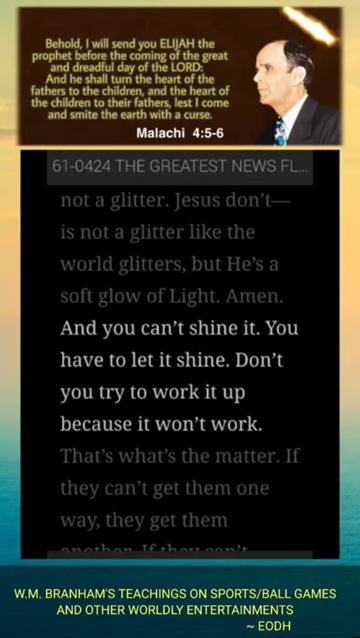 Behold, I will send you ELIJAH the
prophet before the coming of the great
and dreadful day of the LORD:
And he shall turn the heart of the
fathers to the children, and the heart of
the children to their fathers, lest I come
and smite the earth with a curse.
Malachi 4:5-6
61-0424 THE GREATEST NEWS FL...
not a glitter. Jesus don't—
is not a glitter like the
world glitters, but He's a
soft glow of Light. Amen.
And you can't shine it. You
have to let it shine. Don't
you try to work it up
because it won't work.
That's what's the matter. If
they can't get them one
way, they get them
another. If they can't
W.M. BRANHAM'S TEACHINGS ON SPORTS/BALL GAMES
AND OTHER WORLDLY ENTERTAINMENTS
~ EODH